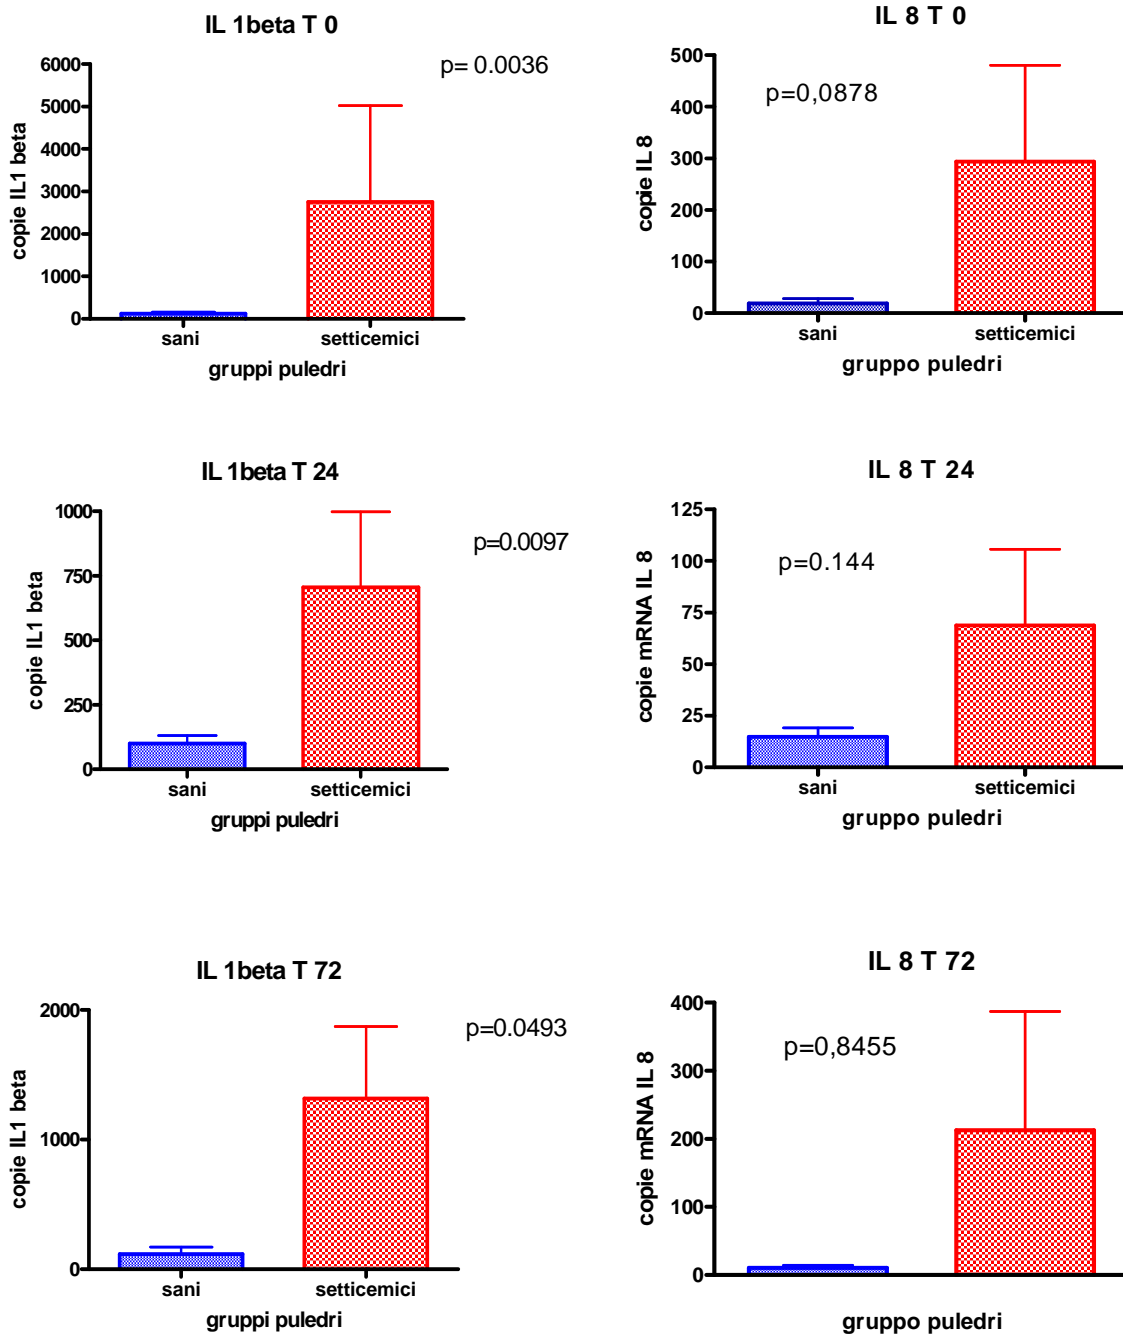 IL 1beta T 0
p= 0.0036
copie IL1 beta
6000
5000
4000
3000
2000
1000
0
sani
setticemici
gruppi puledri
IL 8 T 0
p=0,0878
copie IL 8
500
400
300
200
100
0
sani
setticemici
gruppo puledri
IL 1beta T 24
p=0.0097
copie IL1 beta
1000
750
500
250
0
sani
setticemici
gruppi puledri
IL 8 T 24
p=0.144
copie mRNA IL 8
125
100
75
50
25
0
sani
setticemici
gruppo puledri
IL 1beta T 72
p=0.0493
copie IL1 beta
2000
1000
0
sani
setticemici
gruppi puledri
IL 8 T 72
p=0,8455
copie mRNA IL 8
400
300
200
100
0
gruppo puledri